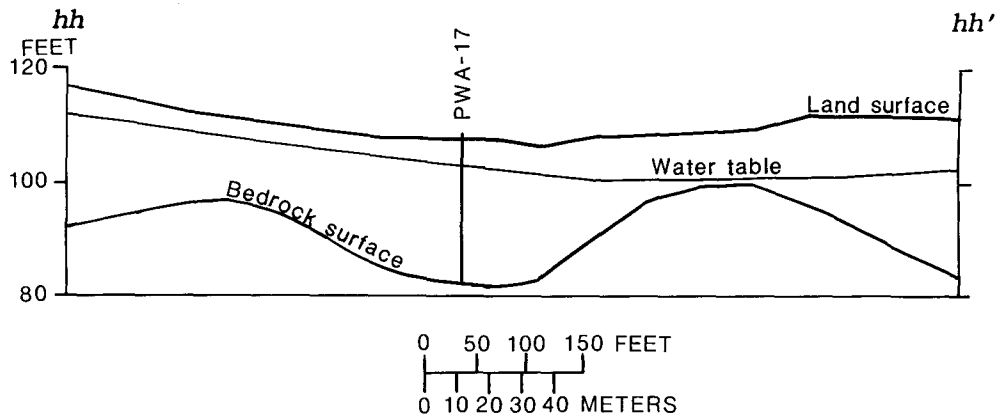 hh
hh'
FEET
120
PWA-17
Land surface
Water table
100
Bedrock surface
80
0 50 100 150 FEET
0 10 20 30 40 METERS